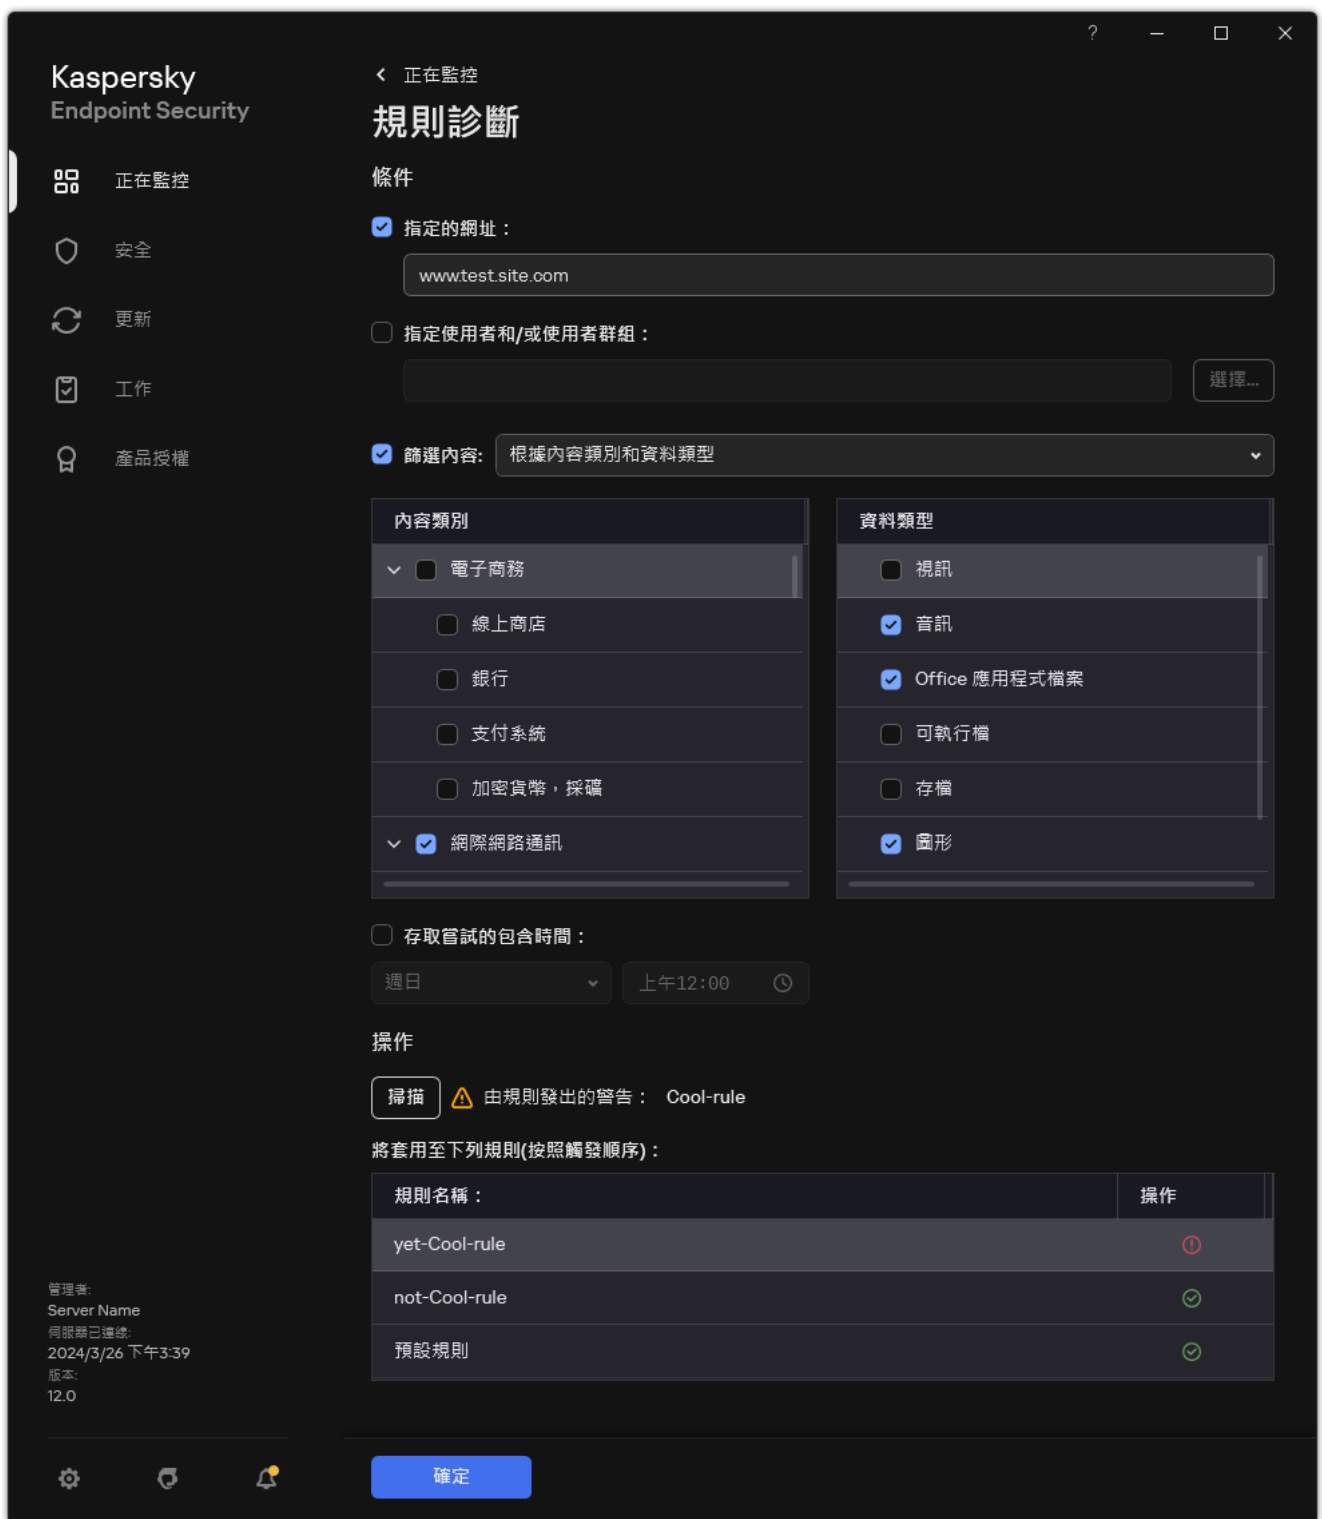 ?
Kaspersky
Endpoint Security
正在監控
安全
更新
工作
產品授權
管理者:
Server Name
伺服器已連線:
2024/3/26 下午3:39
版本:
12.0
正在監控
規則診斷
條件
指定的網址：
www.test.site.com
指定使用者和/或使用者群組：
選擇...
篩選內容: 根據內容類別和資料類型
內容類別
電子商務
線上商店
銀行
支付系統
加密貨幣，採礦
網際網路通訊
資料類型
視訊
音訊
Office 應用程式檔案
可執行檔
存檔
圖形
存取嘗試的包含時間：
週日 上午12:00
操作
掃描 由規則發出的警告： Cool-rule
將套用至下列規則(按照觸發順序)：
規則名稱： 操作
yet-Cool-rule
not-Cool-rule
預設規則
確定